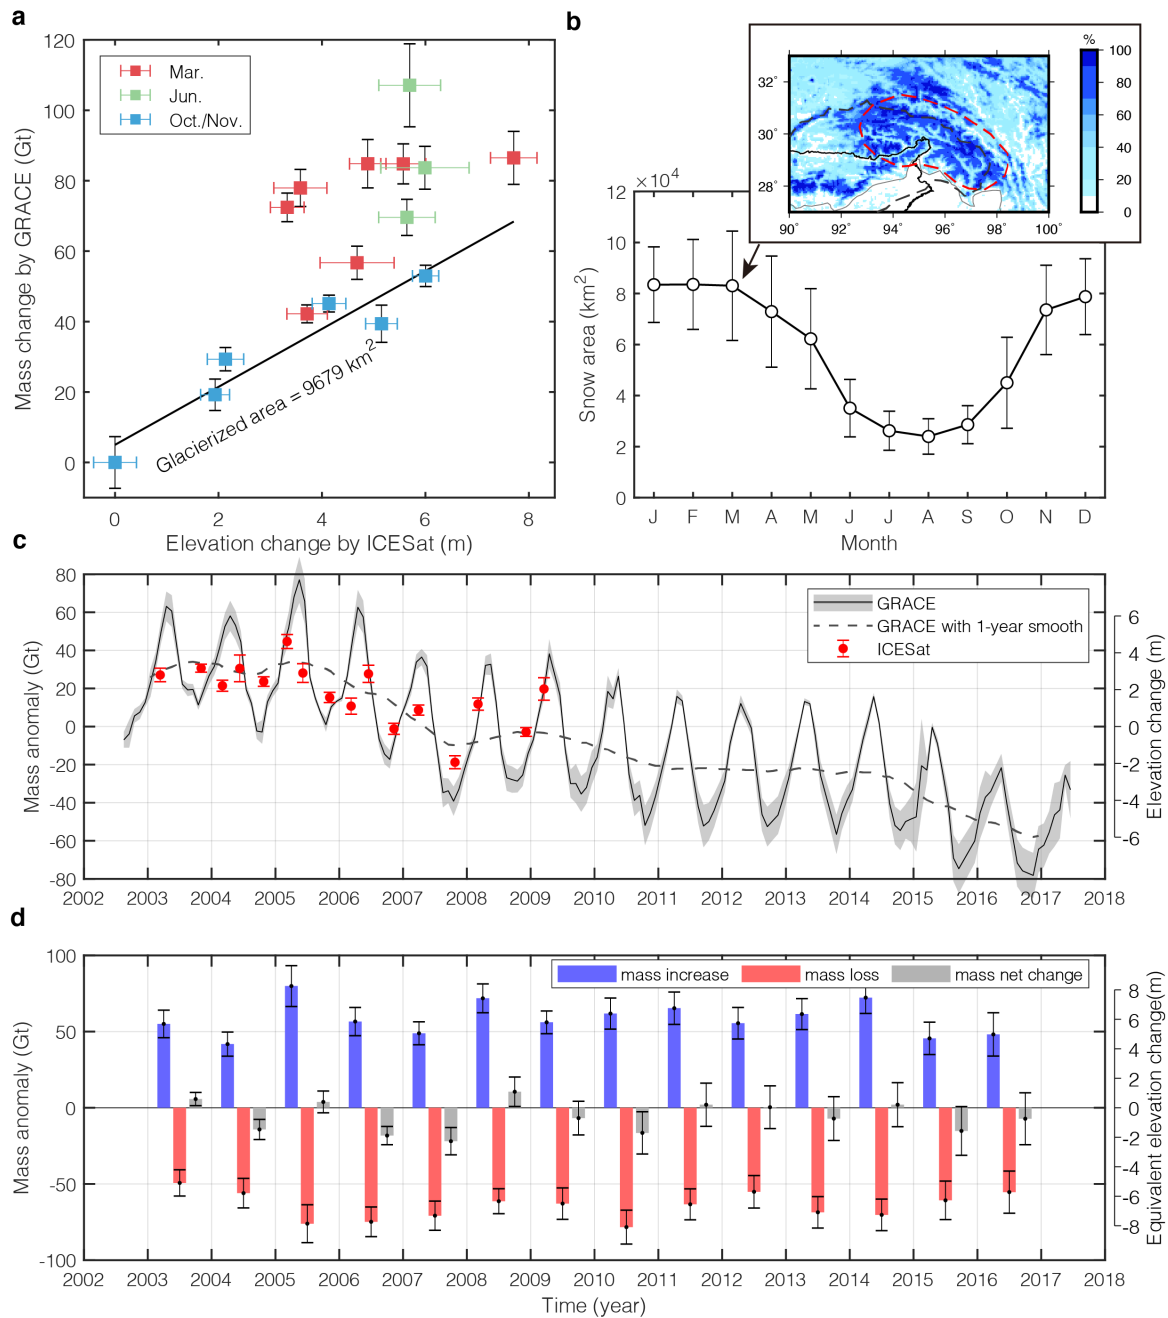 a
120
100
80
60
40
20
0
Mass change by GRACE (Gt)
Mar.
Jun.
Oct./Nov.
Glacierized area = 9679 km²
0 2 4 6 8
Elevation change by ICESat (m)
b
12 ×10⁴
10
8
6
4
2
0
Snow area (km²)
J F M A M J J A S O N D
Month
32°
30°
28°
90 92° 94° 96° 98° 100°
%
100
80
60
40
20
0
c
80
60
40
20
0
-20
-40
-60
-80
Mass anomaly (Gt)
GRACE
GRACE with 1-year smooth
ICESat
6
4
2
0
-2
-4
-6
Elevation change (m)
2002 2003 2004 2005 2006 2007 2008 2009 2010 2011 2012 2013 2014 2015 2016 2017 2018
d
100
50
0
-50
-100
Mass anomaly (Gt)
mass increase mass loss mass net change
8
6
4
2
0
-2
-4
-6
-8
Equivalent elevation change(m)
2002 2003 2004 2005 2006 2007 2008 2009 2010 2011 2012 2013 2014 2015 2016 2017 2018
Time (year)